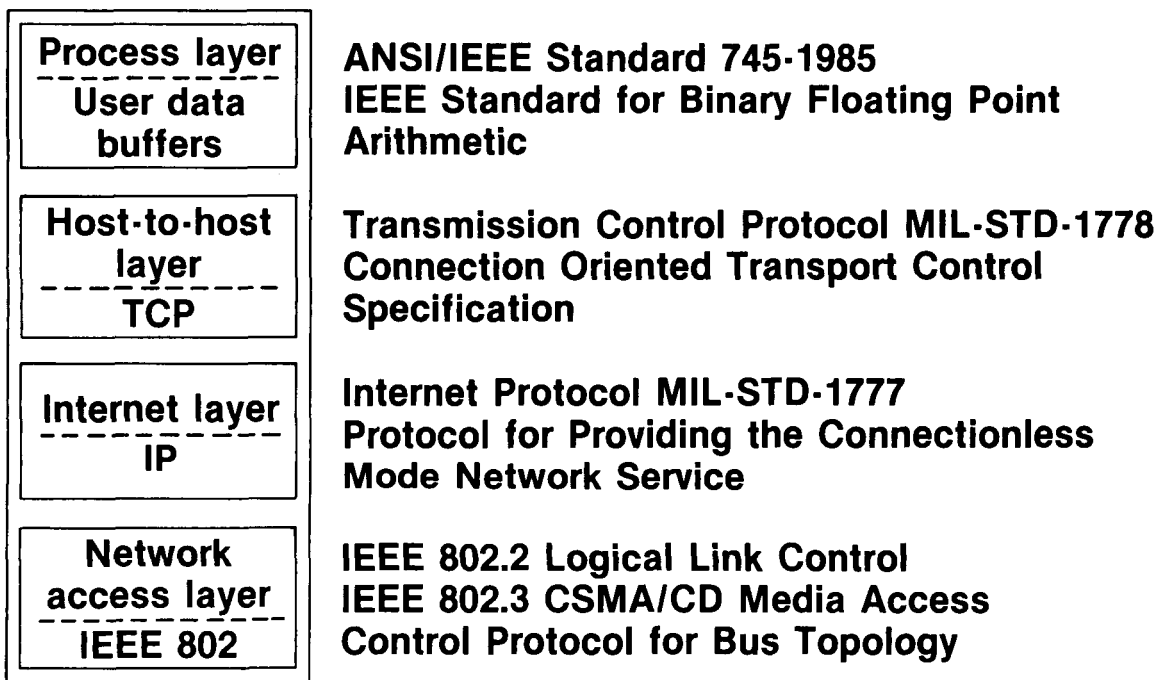 Process layer
User data
buffers
ANSI/IEEE Standard 745-1985
IEEE Standard for Binary Floating Point
Arithmetic
Host-to-host
layer
TCP
Transmission Control Protocol MIL-STD-1778
Connection Oriented Transport Control
Specification
Internet layer
IP
Internet Protocol MIL-STD-1777
Protocol for Providing the Connectionless
Mode Network Service
Network
access layer
IEEE 802
IEEE 802.2 Logical Link Control
IEEE 802.3 CSMA/CD Media Access
Control Protocol for Bus Topology